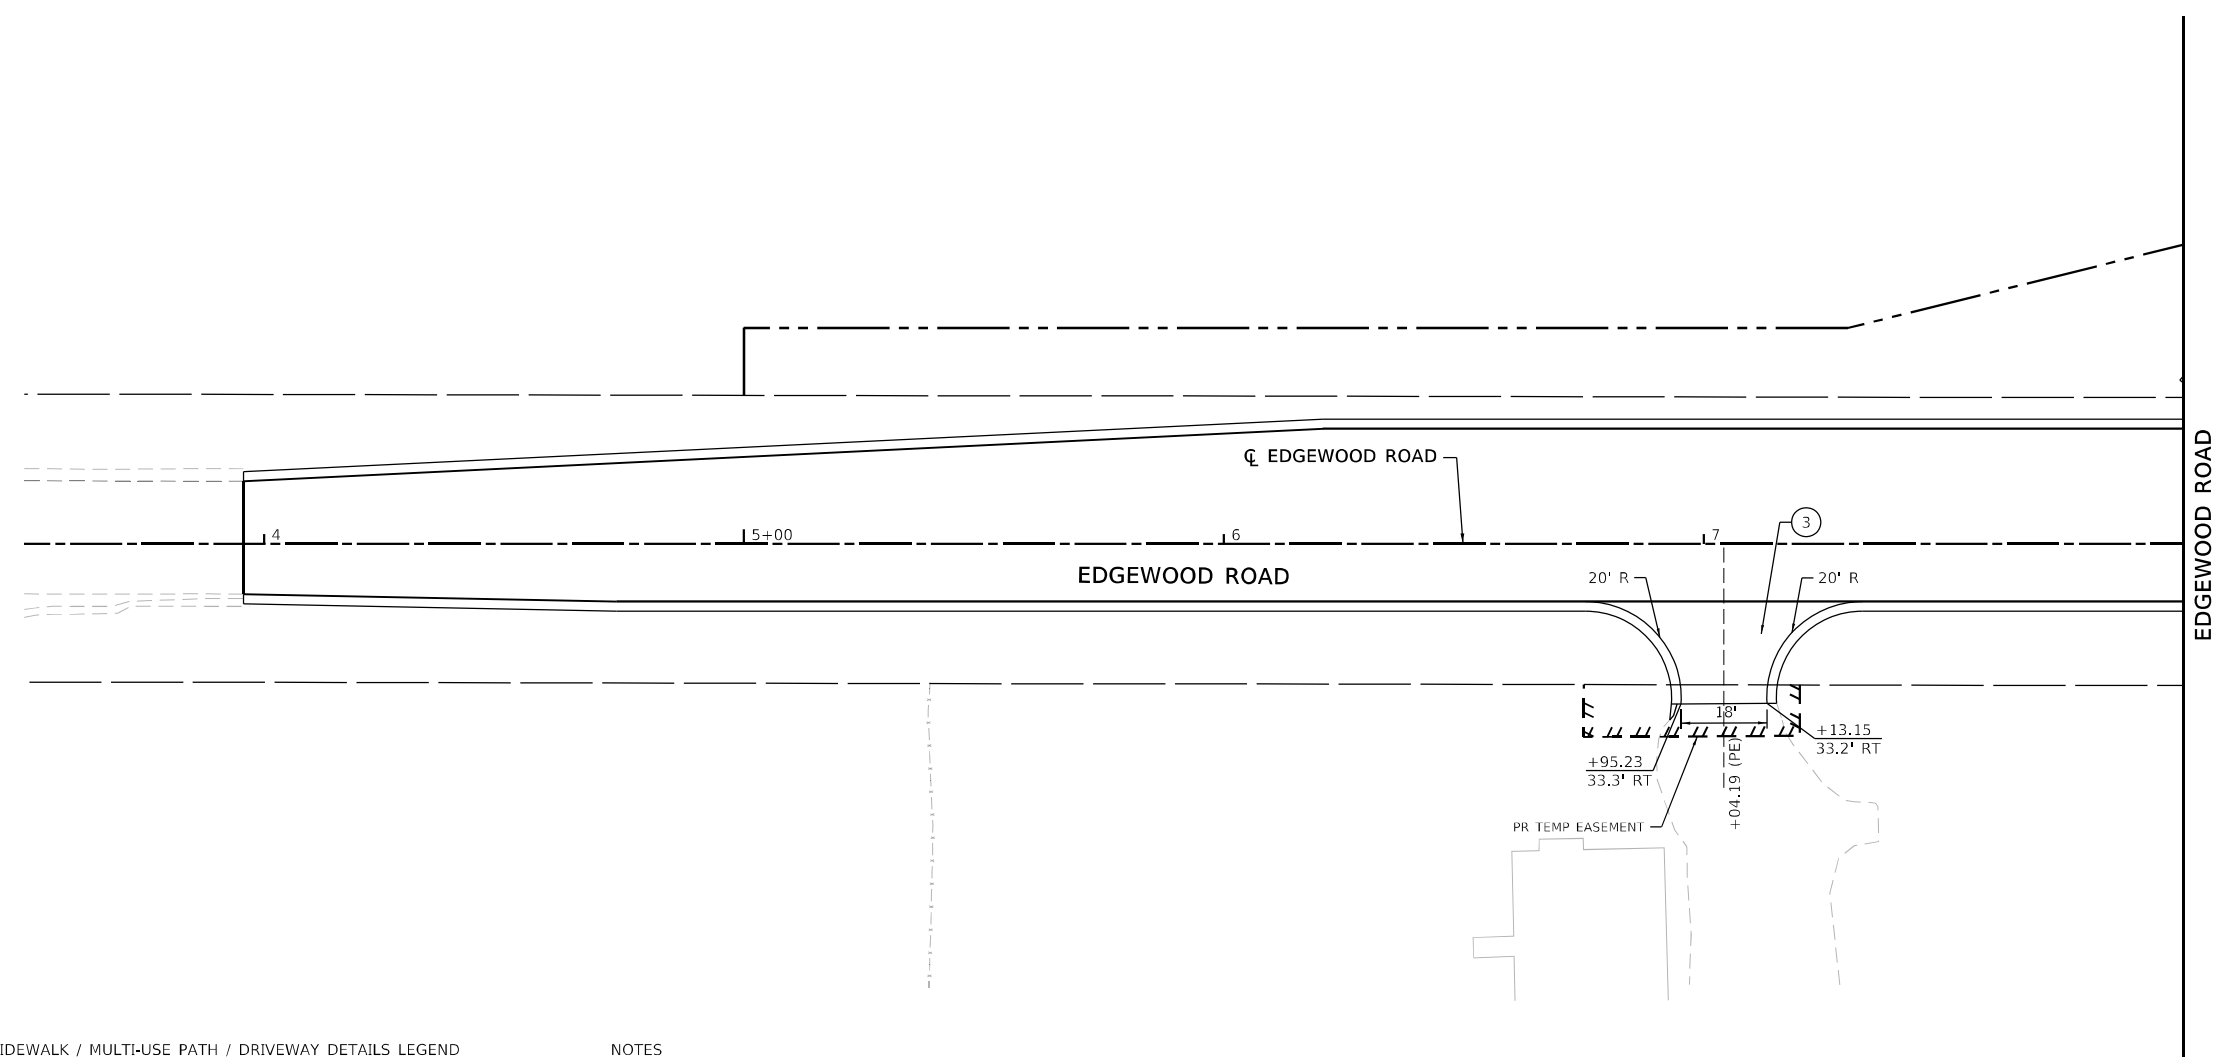 ℄ EDGEWOOD ROAD
4
5+00
6
7
3
EDGEWOOD ROAD
20' R
20' R
18'
+13.15
33.2' RT
+95.23
33.3' RT
+04.19 (PE)
PR TEMP EASEMENT
EDGEWOOD ROAD
IDEWALK / MULTI-USE PATH / DRIVEWAY DETAILS LEGEND
NOTES